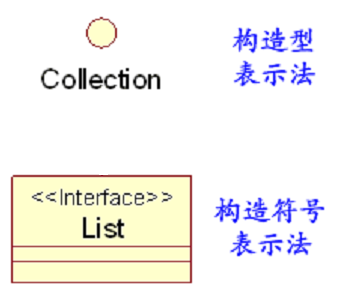 Collection
构造型
表示法
<<Interface>>
List
构造符号
表示法